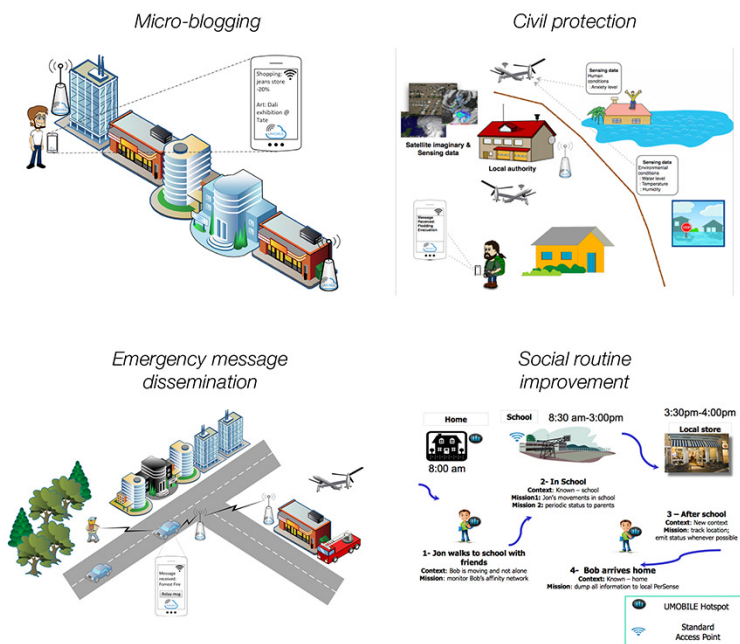 Micro-blogging
Shopping:
jeans store
-20%
Art: Dali
exhibition @
Tate
Civil protection
Sensing data
Human
conditions
: Anxiety level
Satellite imaginary &
Sensing data
Local authority
Sensing data
Environmental
conditions
: Water level
: Temperature
: Humidity
Message
Received:
Flooding
Evacuation
STOP
Emergency message
dissemination
Message
received:
Forrest Fire
Relay msg
Social routine
improvement
Home
8:00 am
School
8:30 am-3:00pm
3:30pm-4:00pm
Local store
2- In School
Context: Known – school
Mission1: Jon's movements in school
Mission 2: periodic status to parents
1- Jon walks to school with
friends
Context: Bob is moving and not alone
Mission: monitor Bob's affinity network
3 – After school
Context: New context
Mission: track location;
emit status whenever possible
4- Bob arrives home
Context: Known – home
Mission: dump all information to local PerSense
UMOBILE Hotspot
Standard
Access Point